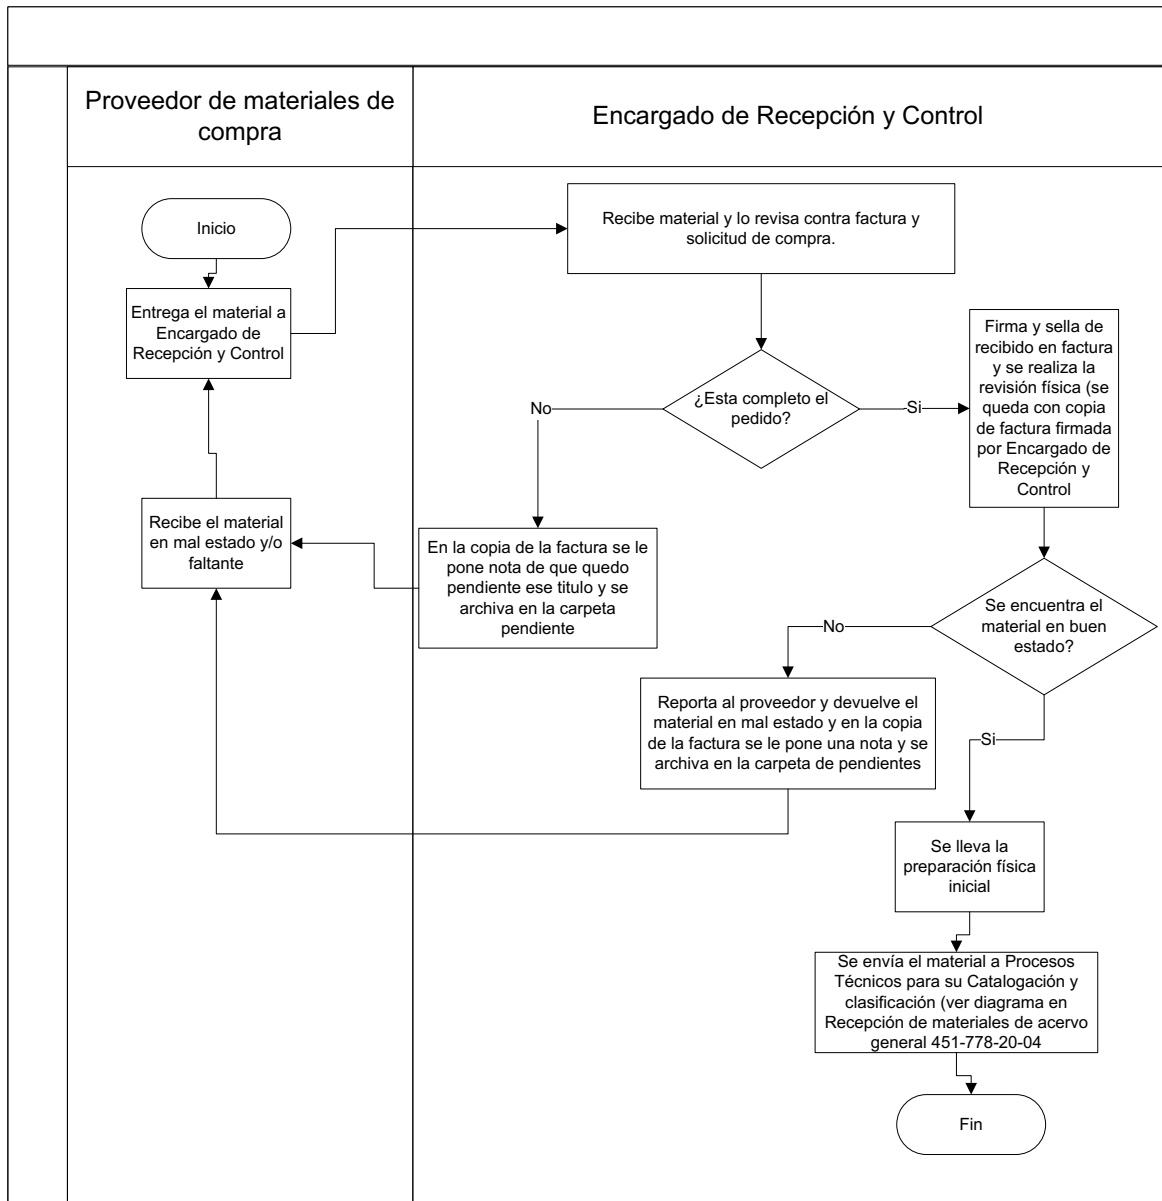 Proveedor de materiales de
compra
Encargado de Recepción y Control
Inicio
Entrega el material a
Encargado de
Recepción y Control
Recibe material y lo revisa contra factura y
solicitud de compra.
¿Esta completo el
pedido?
No
Si
Firma y sella de
recibido en factura
y se realiza la
revisión física (se
queda con copia
de factura firmada
por Encargado de
Recepción y
Control
Recibe el material
en mal estado y/o
faltante
En la copia de la factura se le
pone nota de que quedo
pendiente ese titulo y se
archiva en la carpeta
pendiente
Se encuentra el
material en buen
estado?
No
Si
Reporta al proveedor y devuelve el
material en mal estado y en la copia
de la factura se le pone una nota y se
archiva en la carpeta de pendientes
Se lleva la
preparación física
inicial
Se envía el material a Procesos
Técnicos para su Catalogación y
clasificación (ver diagrama en
Recepción de materiales de acervo
general 451-778-20-04
Fin